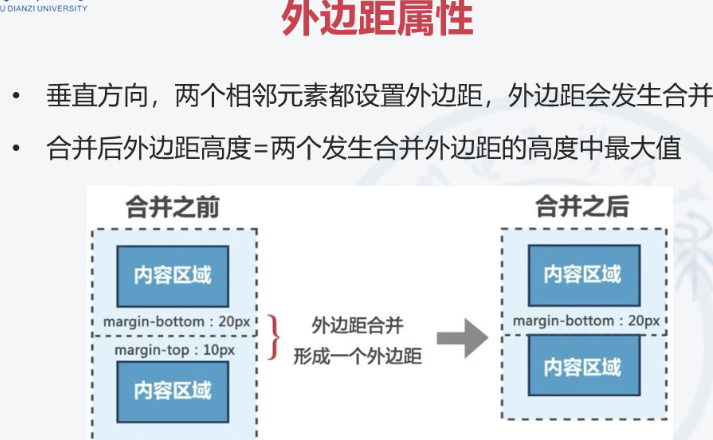 U DIANZI UNIVERSITY
外边距属性
• 垂直方向，两个相邻元素都设置外边距，外边距会发生合并
• 合并后外边距高度=两个发生合并外边距的高度中最大值
合并之前
内容区域
margin-bottom：20px
margin-top：10px
内容区域
外边距合并
形成一个外边距
合并之后
内容区域
margin-bottom：20px
内容区域